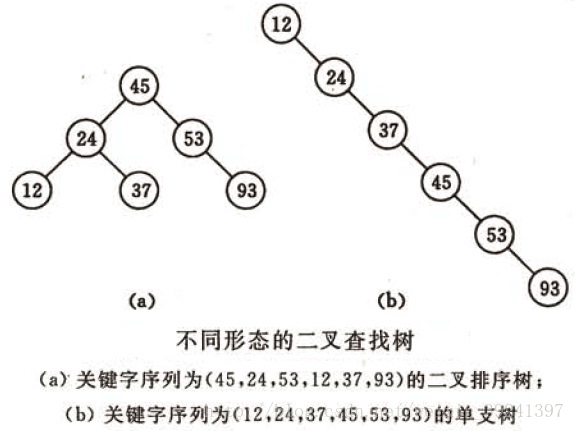 12
24
45
37
24
53
45
12
37
93
53
93
(a)
(b)
不同形态的二叉查找树
(a) 关键字序列为(45,24,53,12,37,93)的二叉排序树；
(b) 关键字序列为(12,24,37,45,53,93)的单支树